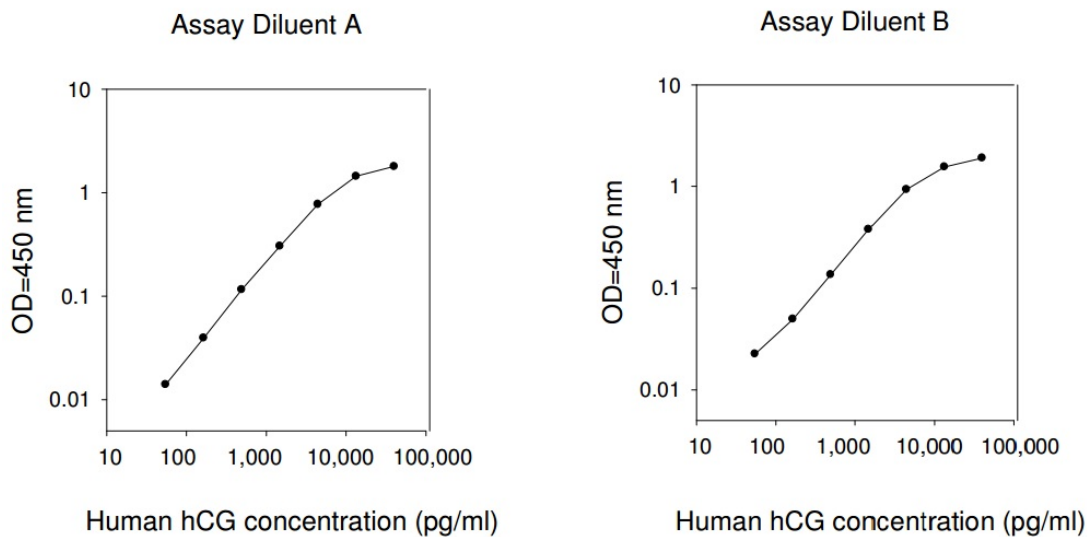 Assay Diluent A
10
1
0.1
0.01
OD=450 nm
10 100 1,000 10,000 100,000
Human hCG concentration (pg/ml)
Assay Diluent B
10
1
0.1
0.01
OD=450 nm
10 100 1,000 10,000 100,000
Human hCG concentration (pg/ml)